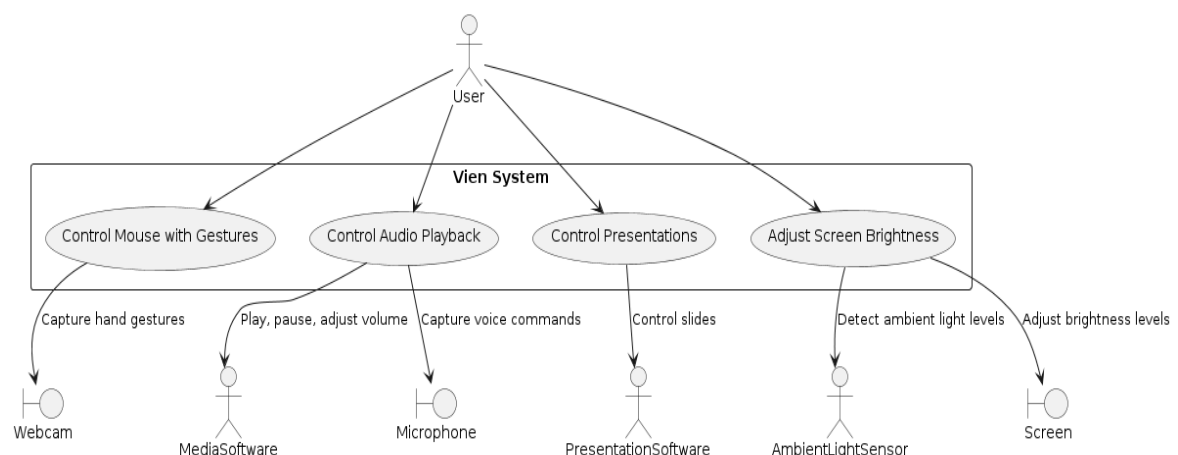 User
Vien System
Control Mouse with Gestures
Control Audio Playback
Control Presentations
Adjust Screen Brightness
Capture hand gestures
Play, pause, adjust volume
Capture voice commands
Control slides
Detect ambient light levels
Adjust brightness levels
Webcam
MediaSoftware
Microphone
PresentationSoftware
AmbientLightSensor
Screen